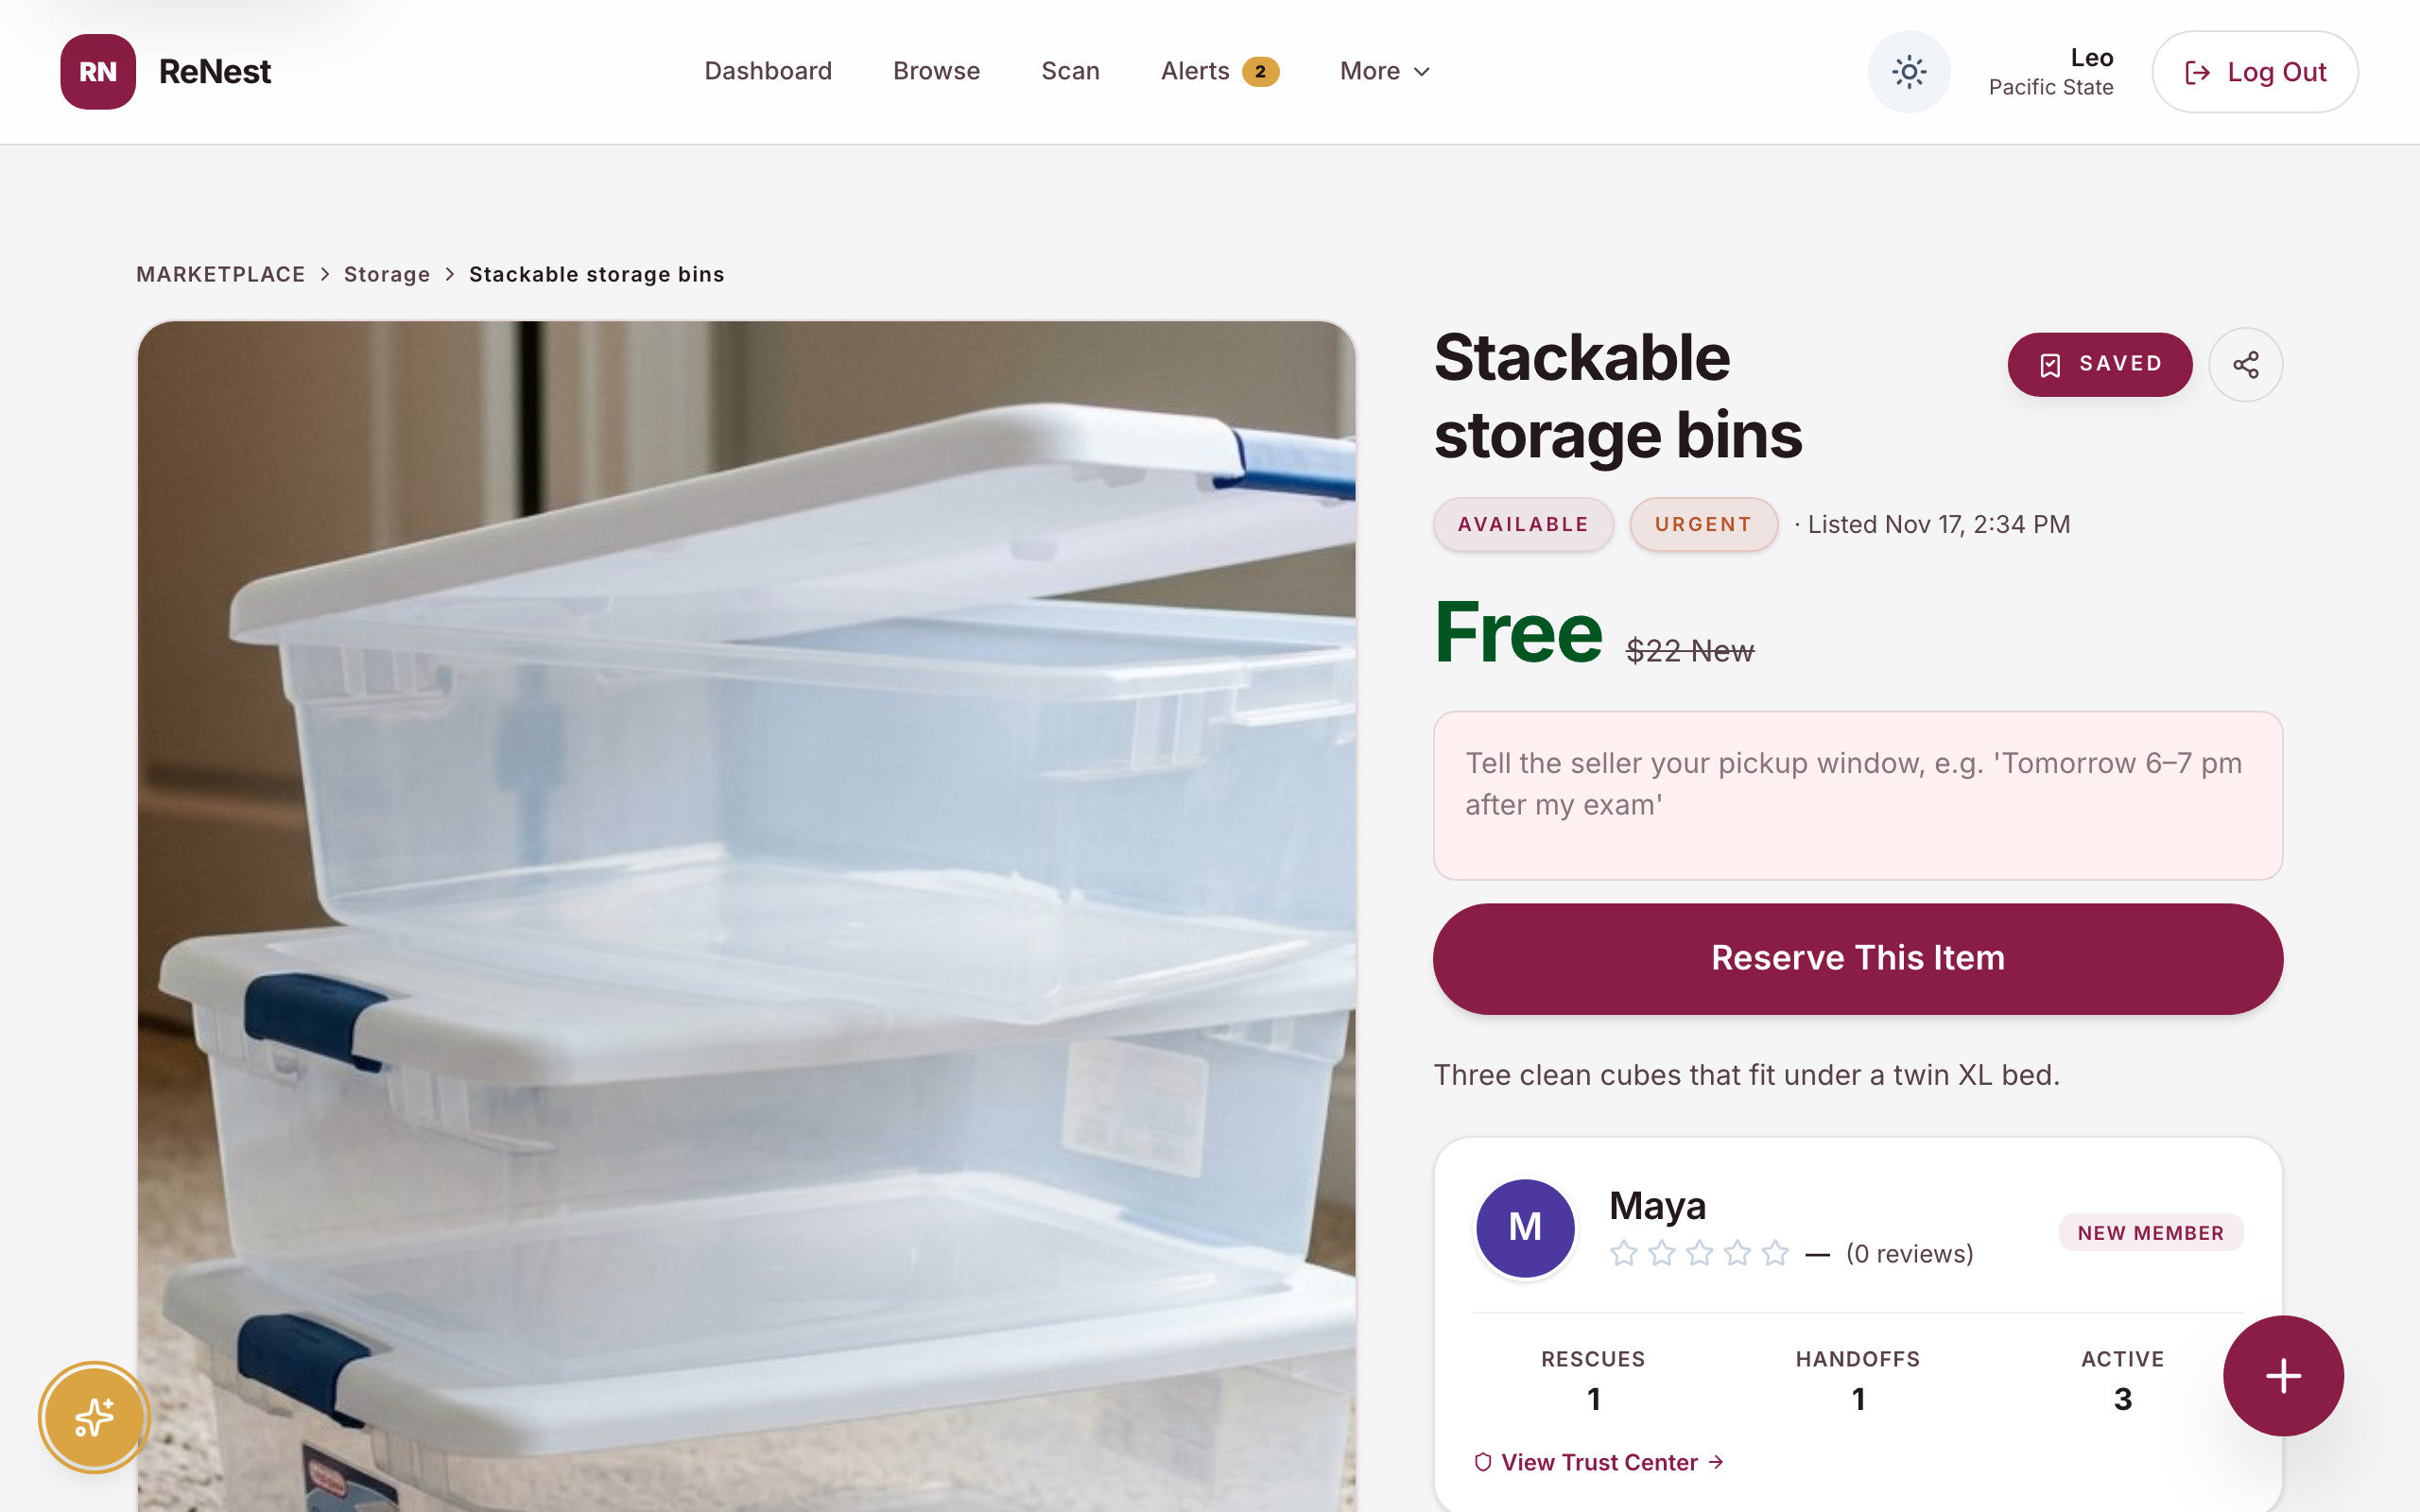 RN
ReNest
Dashboard
Browse
Scan
Alerts 2
More
Leo
Pacific State
Log Out
MARKETPLACE > Storage > Stackable storage bins
Stackable
storage bins
SAVED
AVAILABLE
URGENT
· Listed Nov 17, 2:34 PM
Free $22 New
Tell the seller your pickup window, e.g. 'Tomorrow 6–7 pm
after my exam'
Reserve This Item
Three clean cubes that fit under a twin XL bed.
M
Maya
— (0 reviews)
NEW MEMBER
RESCUES
1
HANDOFFS
1
ACTIVE
3
View Trust Center →